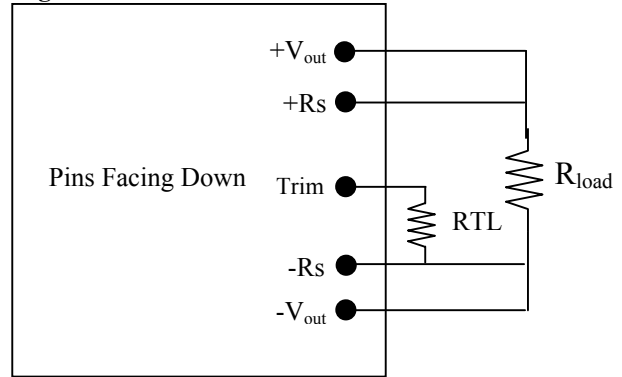 +Vout
+Rs
Pins Facing Down
Trim
Rload
RTL
-Rs
-Vout